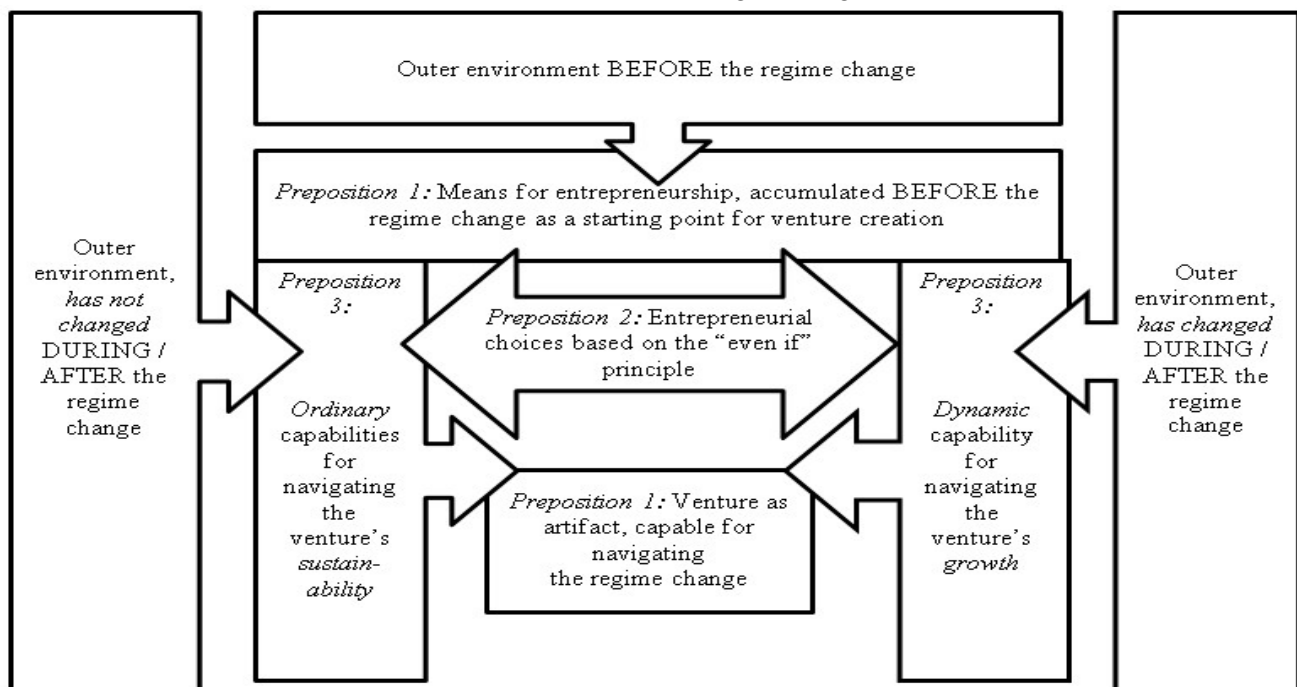 Outer environment BEFORE the regime change
Preposition 1: Means for entrepreneurship, accumulated BEFORE the
regime change as a starting point for venture creation
Outer
environment,
has not
changed
DURING /
AFTER the
regime
change
Preposition
3:
Ordinary
capabilities
for
navigating
the
venture's
sustain-
ability
Preposition 2: Entrepreneurial
choices based on the “even if”
principle
Preposition 1: Venture as
artifact, capable for
navigating
the regime change
Preposition
3:
Dynamic
capability
for
navigating
the
venture's
growth
Outer
environment,
has changed
DURING /
AFTER the
regime
change